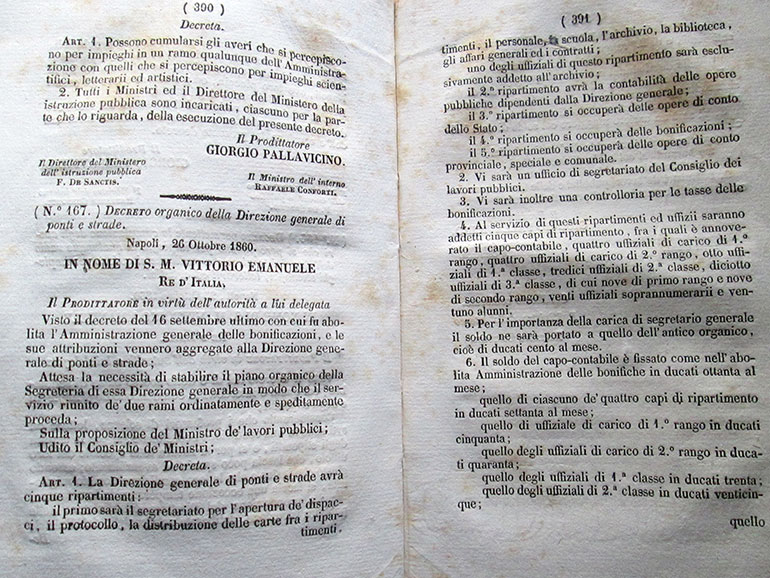 ( 390 )
Decreta.
ART. 1. Possono cumularsi gli averi che si percepisco-
no per impieghi in un ramo qualunque dell'Amministra-
zione con quelli che si percepiscono per impieghi scien-
tifici, letterarii ed artistici.
2. Tutti i Ministri ed il Direttore del Ministero della
istruzione pubblica sono incaricati, ciascuno per la par-
te che lo riguarda, della esecuzione del presente decreto.
Il Prodittatore
GIORGIO PALLAVICINO.
Il Direttore del Ministero
dell'istruzione pubblica
F. DE SANCTIS.
Il Ministro dell'interno
RAFFAELE CONFORTI.
( N.° 167. ) DECRETO organico della Direzione generale di
ponti e strade.
Napoli, 26 Ottobre 1860.
IN NOME DI S. M. VITTORIO EMANUELE
RE D'ITALIA,
Il PRODITTATORE in virtù dell'autorità a lui delegata
Visto il decreto del 16 settembre ultimo con cui fu abo-
lita l'Amministrazione generale delle bonificazioni, e le
sue attribuzioni vennero aggregate alla Direzione gene-
rale di ponti e strade;
Attesa la necessità di stabilire il piano organico della
Segreteria di essa Direzione generale in modo che il ser-
vizio riunito de' due rami ordinatamente e speditamente
proceda;
Sulla proposizione del Ministro de' lavori pubblici;
Udito il Consiglio de' Ministri;
Decreta.
ART. 1. La Direzione generale di ponti e strade avrà
cinque ripartimenti:
il primo sarà il segretariato per l'apertura de' dispac-
ci, il protocollo, la distribuzione delle carte fra i ripar-
timenti.
( 391 )
timenti, il personale, la scuola, l'archivio, la biblioteca,
gli affari generali ed i contratti;
uno degli uffiziali di questo ripartimento sarà esclu-
sivamente addetto all'archivio;
il 2.° ripartimento avrà la contabilità delle opere
pubbliche dipendenti dalla Direzione generale;
il 3.° ripartimento si occuperà delle opere di conto
dello Stato;
il 4.° ripartimento si occuperà delle bonificazioni;
il 5.° ripartimento si occuperà delle opere di conto
provinciale, speciale e comunale.
2. Vi sarà un ufficio di segretariato del Consiglio dei
lavori pubblici.
3. Vi sarà inoltre una controlloria per le tasse delle
bonificazioni.
4. Al servizio di questi ripartimenti ed uffizii saranno
addetti cinque capi di ripartimento, fra i quali è annove-
rato il capo-contabile, quattro uffiziali di carico di 1.°
rango, quattro uffiziali di carico di 2.° rango, otto uffi-
ziali di 1.ª classe, tredici uffiziali di 2.ª classe, diciotto
uffiziali di 3.ª classe, di cui nove di primo rango e nove
di secondo rango, venti uffiziali soprannumerarii e ven-
tuno alunni.
5. Per l'importanza della carica di segretario generale
il soldo ne sarà portato a quello dell'antico organico,
cioè di ducati cento al mese.
6. Il soldo del capo-contabile è fissato come nell'abo-
lita Amministrazione delle bonifiche in ducati ottanta al
mese;
quello di ciascuno de' quattro capi di ripartimento
in ducati settanta al mese;
quello di uffiziale di carico di 1.° rango in ducati
cinquanta;
quello degli uffiziali di carico di 2.° rango in duca-
ti quaranta;
quello degli uffiziali di 1.ª classe in ducati trenta;
quello degli uffiziali di 2.ª classe in ducati venticin-
que;
quello